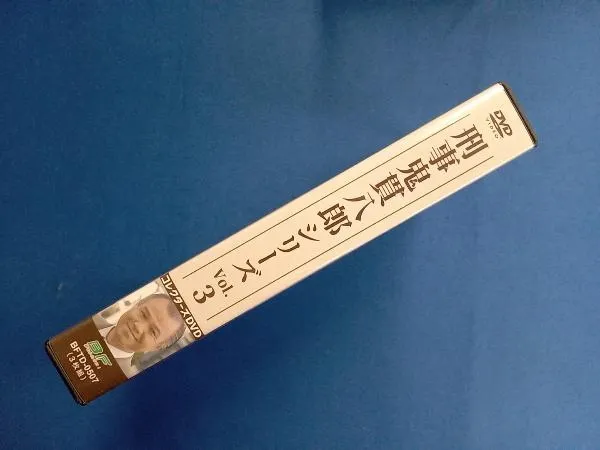 DVD
VIDEO
刑事鬼貫八郎シリーズ Vol. 3
コレクターズDVD
BFTD-0507
(3枚組)